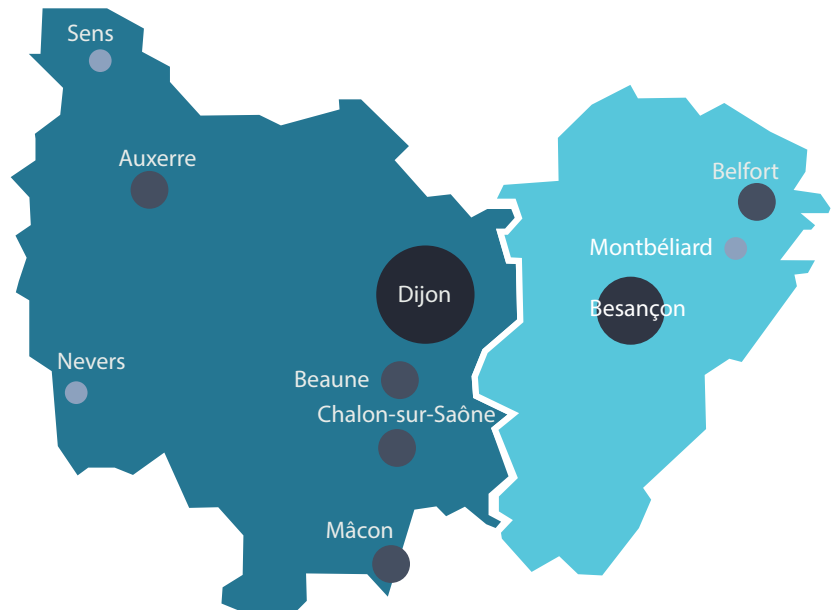 Sens
Auxerre
Belfort
Montbéliard
Dijon
Besançon
Nevers
Beaune
Chalon-sur-Saône
Mâcon